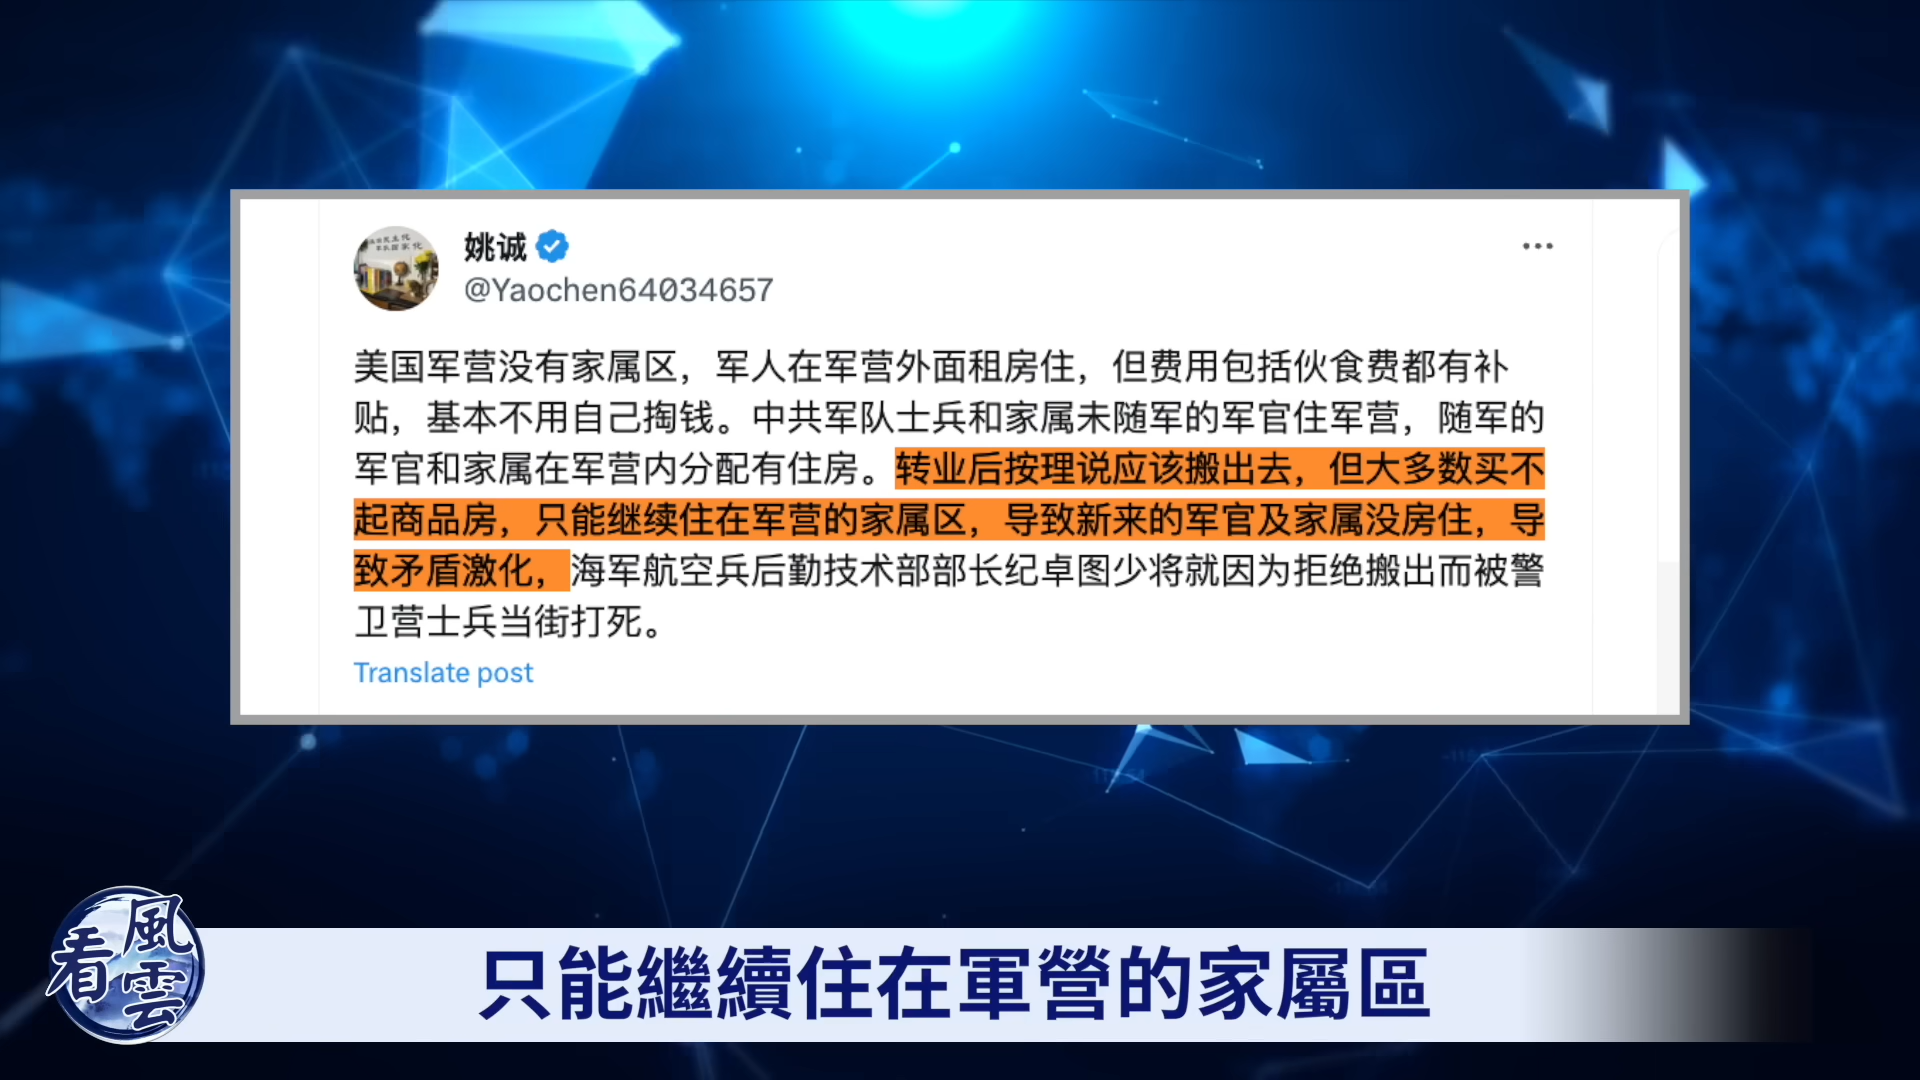 姚诚
@Yaochen64034657
美国军营没有家属区，军人在军营外面租房住，但费用包括伙食费都有补
贴，基本不用自己掏钱。中共军队士兵和家属未随军的军官住军营，随军的
军官和家属在军营内分配有住房。转业后按理说应该搬出去，但大多数买不
起商品房，只能继续住在军营的家属区，导致新来的军官及家属没房住，导
致矛盾激化，海军航空兵后勤技术部部长纪卓图少将就因为拒绝搬出而被警
卫营士兵当街打死。
Translate post
看風雲
只能繼續住在軍營的家屬區